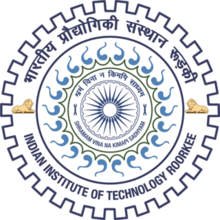 भारतीय प्रौद्योगिकी संस्थान रुड़की
श्रमं विना न किमपि साध्यम्
SHRAMAM VINA NA KIMAPI SADHYAM
INDIAN INSTITUTE OF TECHNOLOGY ROORKEE